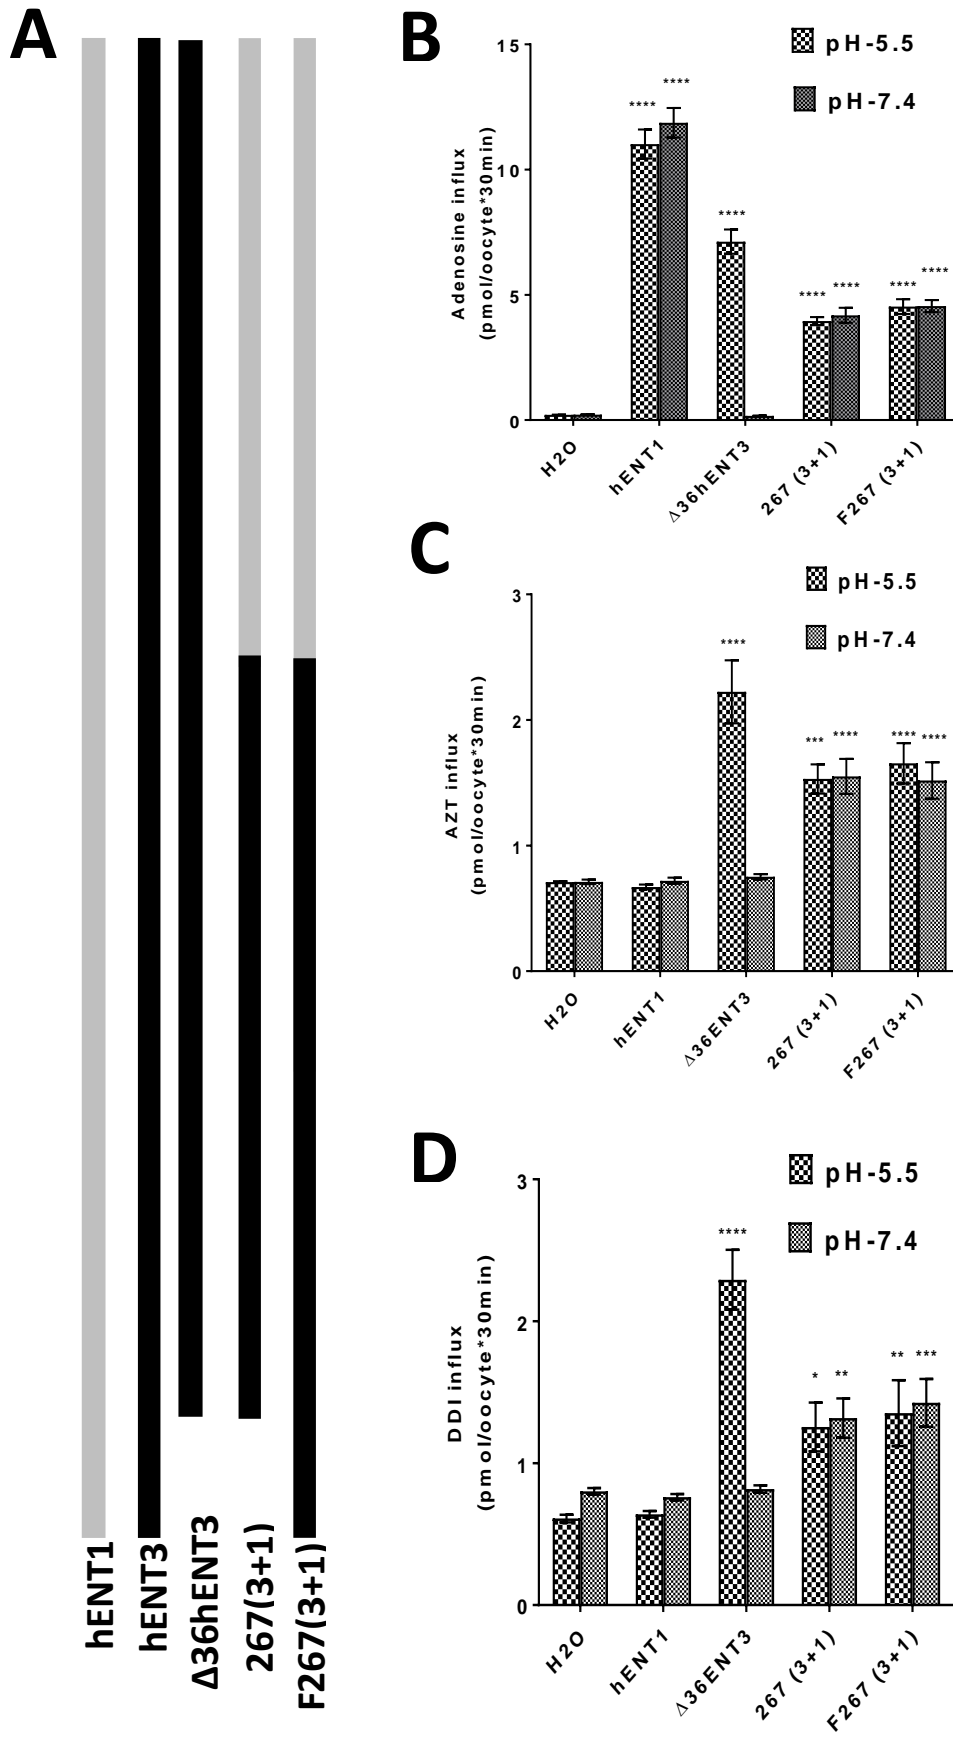 A
hENT1
hENT3
Δ36hENT3
267(3+1)
F267(3+1)
B
pH-5.5
pH-7.4
Adenosine influx
(pmol/oocyte*30min)
15
10
5
0
****
****
****
****
****
****
****
H2O
hENT1
Δ36hENT3
267 (3+1)
F267 (3+1)
C
pH-5.5
pH-7.4
AZT influx
(pmol/oocyte*30min)
3
2
1
0
****
***
****
****
****
H2O
hENT1
Δ36ENT3
267 (3+1)
F267 (3+1)
D
pH-5.5
pH-7.4
DDI influx
(pmol/oocyte*30min)
3
2
1
0
****
*
**
**
***
H2O
hENT1
Δ36ENT3
267 (3+1)
F267 (3+1)